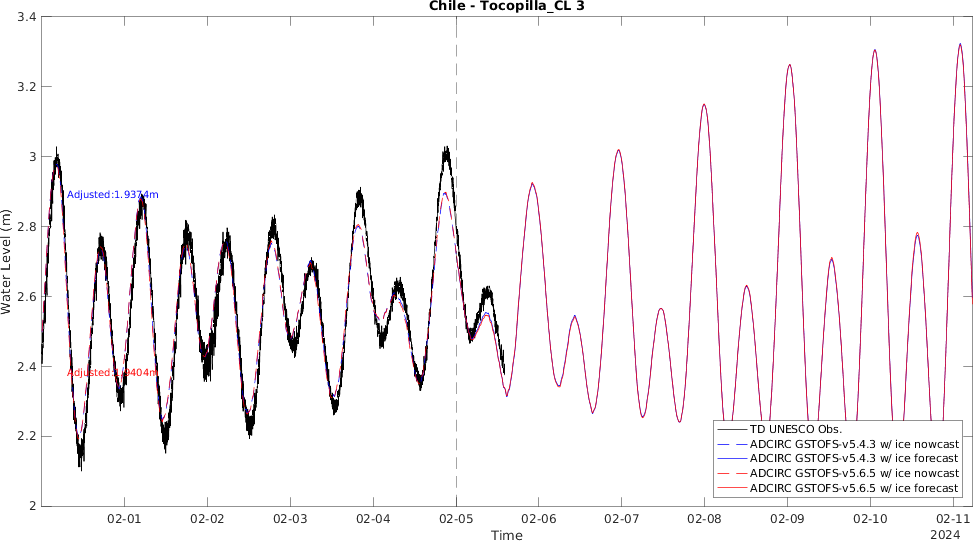 Chile - Tocopilla_CL 3
3.4
3.2
3
2.8
2.6
2.4
2.2
2
Water Level (m)
Adjusted:1.9374m
Adjusted:1.9404m
TD UNESCO Obs.
ADCIRC GSTOFS-v5.4.3 w/ ice nowcast
ADCIRC GSTOFS-v5.4.3 w/ ice forecast
ADCIRC GSTOFS-v5.6.5 w/ ice nowcast
ADCIRC GSTOFS-v5.6.5 w/ ice forecast
02-01 02-02 02-03 02-04 02-05 02-06 02-07 02-08 02-09 02-10 02-11
Time
2024